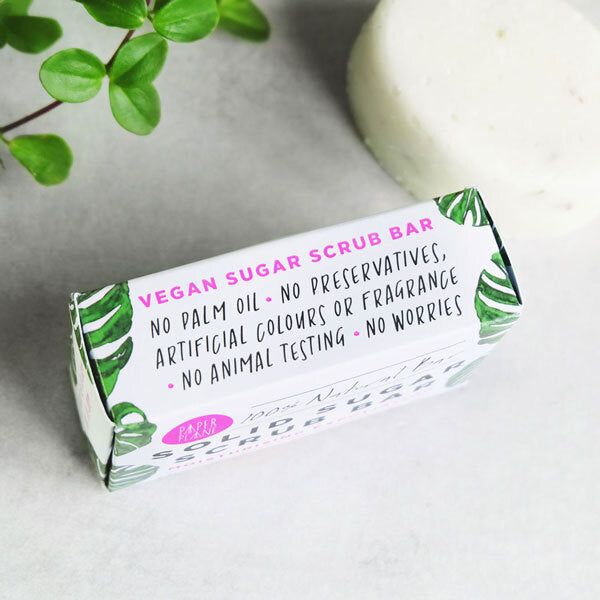 VEGAN SUGAR SCRUB BAR
NO PALM OIL • NO PRESERVATIVES,
ARTIFICIAL COLOURS OR FRAGRANCE
• NO ANIMAL TESTING • NO WORRIES
PAPER PLANE
100% Natural Bar
SOLID SUGAR
SCRUB BAR